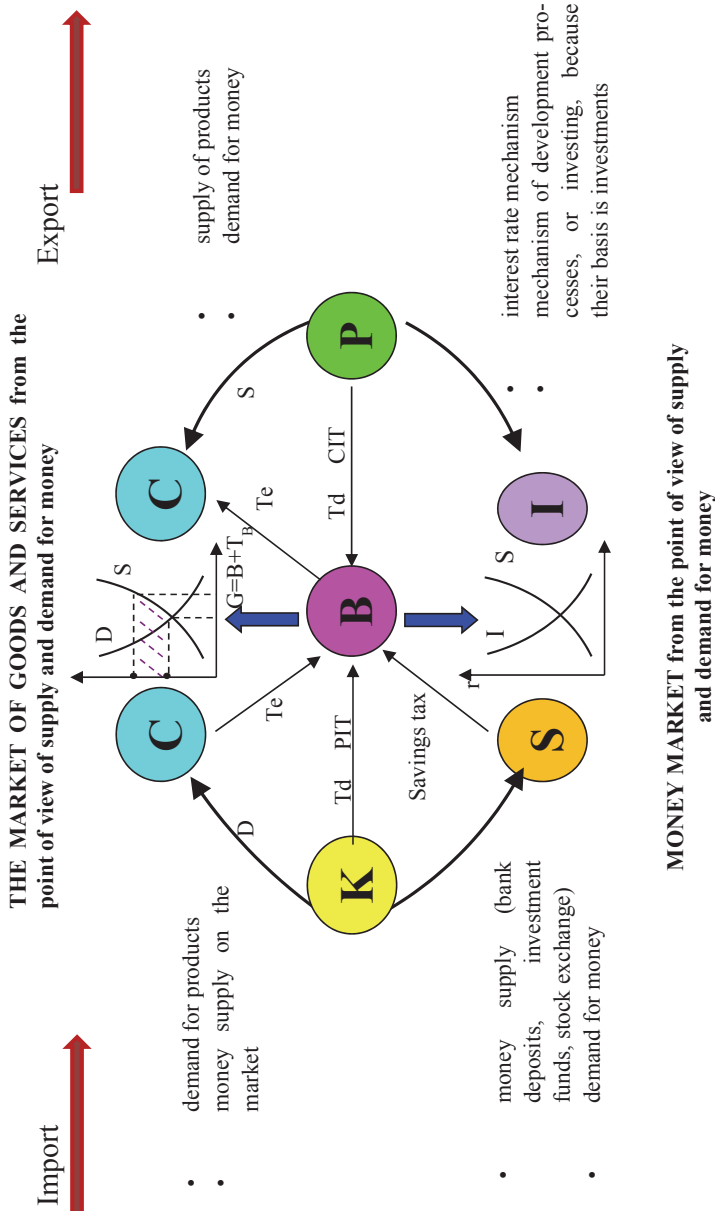 THE MARKET OF GOODS AND SERVICES from the
point of view of supply and demand for money
Import
Export
• demand for products
• money supply on the
market
• supply of products
• demand for money
D
S
C
C
D
S
G=B+T_B
Te
Te
K
Td PIT
B
Td CIT
P
Savings tax
S
I
r
I
S
• money supply (bank
deposits, investment
funds, stock exchange)
• demand for money
• interest rate mechanism
• mechanism of development pro-
cesses, or investing, because
their basis is investments
MONEY MARKET from the point of view of supply
and demand for money